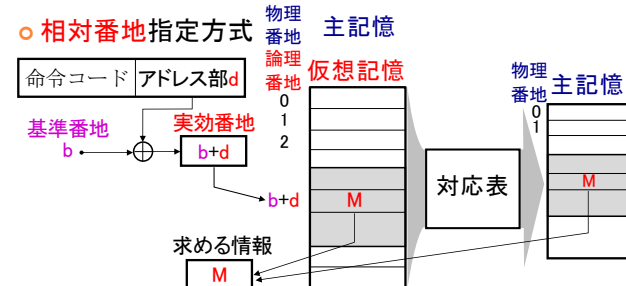 相対番地指定方式
物理
番地
主記憶
論理
番地
仮想記憶
命令コード アドレス部d
基準番地
b
実効番地
b+d
0
1
2
b+d
M
対応表
物理
番地
主記憶
0
1
M
求める情報
M